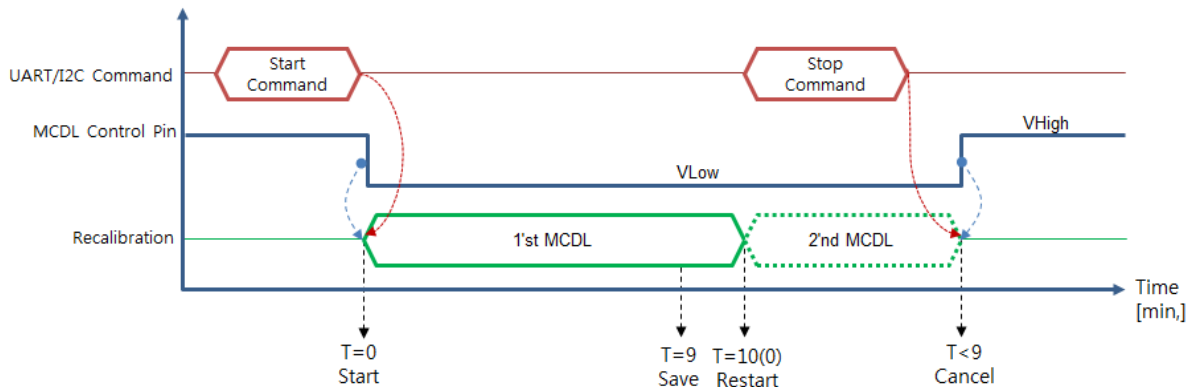 UART/I2C Command
Start
Command
Stop
Command
MCDL Control Pin
VHigh
VLow
Recalibration
1'st MCDL
2'nd MCDL
Time
[min,]
T=0
Start
T=9
Save
T=10(0)
Restart
T<9
Cancel